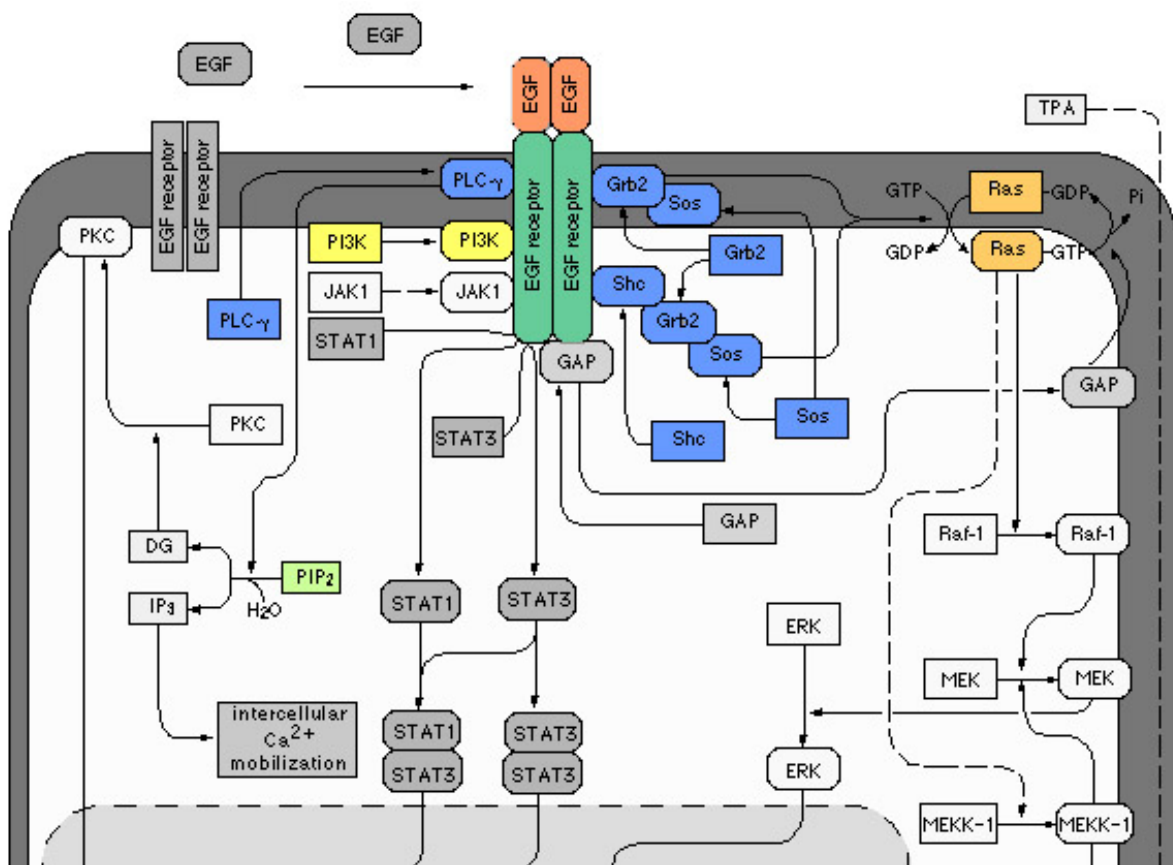 EGF
EGF
EGF
EGF
TPA
EGF receptor
EGF receptor
EGF receptor
EGF receptor
PLC-γ
Grb2
Sos
GTP
Ras
GDP
Pi
PKC
PI3K
PI3K
Grb2
GDP
Ras
GTP
JAK1
JAK1
Shc
PLC-γ
Grb2
STAT1
Sos
GAP
GAP
PKC
STAT3
Shc
Sos
GAP
Raf-1
Raf-1
DG
PIP2
IP3
H2O
STAT1
STAT3
ERK
MEK
MEK
intercellular
Ca2+
mobilization
STAT1
STAT3
STAT3
STAT3
ERK
MEKK-1
MEKK-1